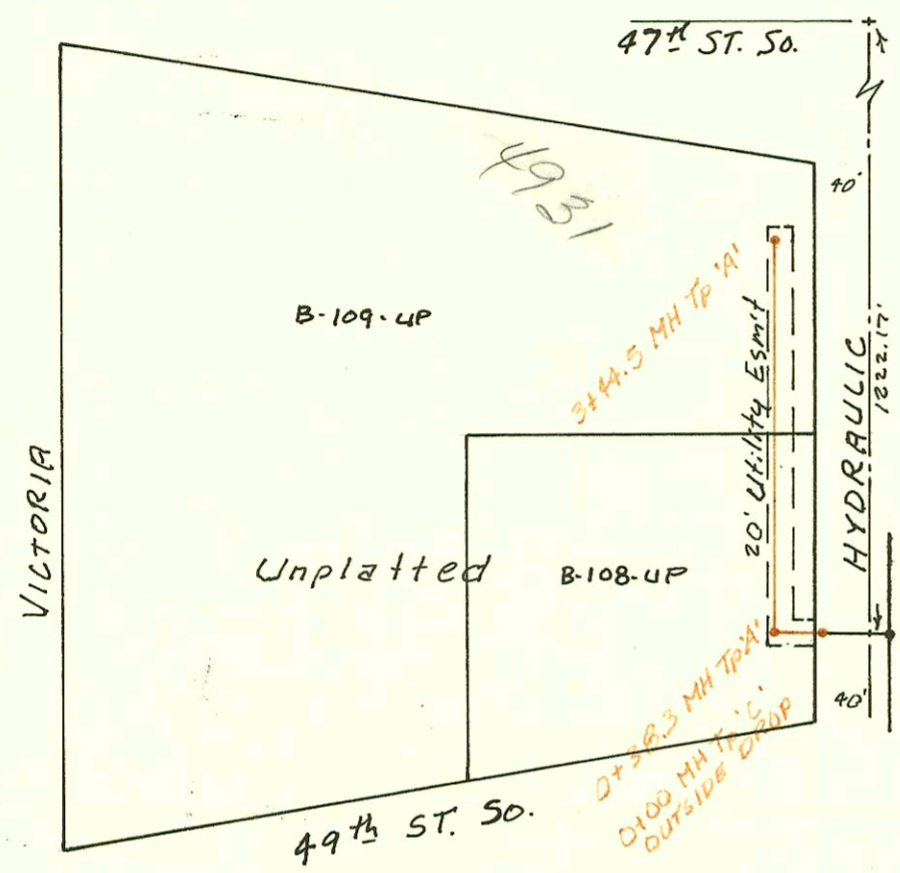 47th ST. So.
40'
4931
3+44.5 MH Tp 'A'
B-109-UP
20' Utility Esm't
HYDRAULIC
1222.17'
VICTORIA
Unplatted
B-108-UP
0+38.3 MH Tp 'A'
0+00 MH Tp 'C'
OUTSIDE DROP
40'
49th ST. So.